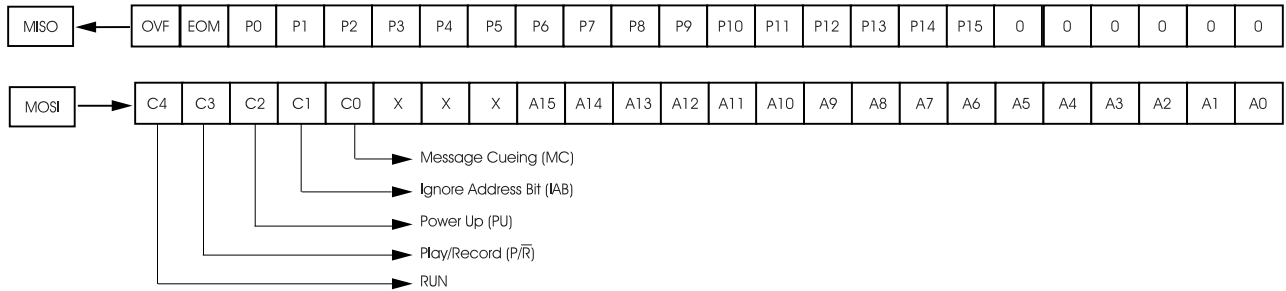 MISO OVF EOM P0 P1 P2 P3 P4 P5 P6 P7 P8 P9 P10 P11 P12 P13 P14 P15 0 0 0 0 0 0
MOSI C4 C3 C2 C1 C0 X X X A15 A14 A13 A12 A11 A10 A9 A8 A7 A6 A5 A4 A3 A2 A1 A0
Message Cueing (MC)
Ignore Address Bit (IAB)
Power Up (PU)
Play/Record (P/R̅)
RUN